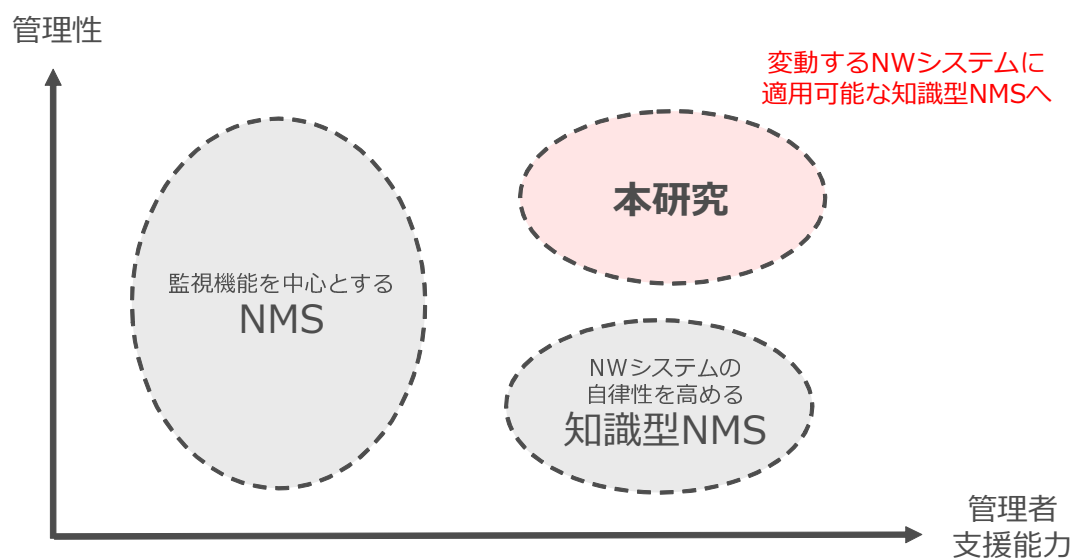 管理性
変動するNWシステムに
適用可能な知識型NMSへ
本研究
監視機能を中心とする
NMS
NWシステムの
自律性を高める
知識型NMS
管理者
支援能力